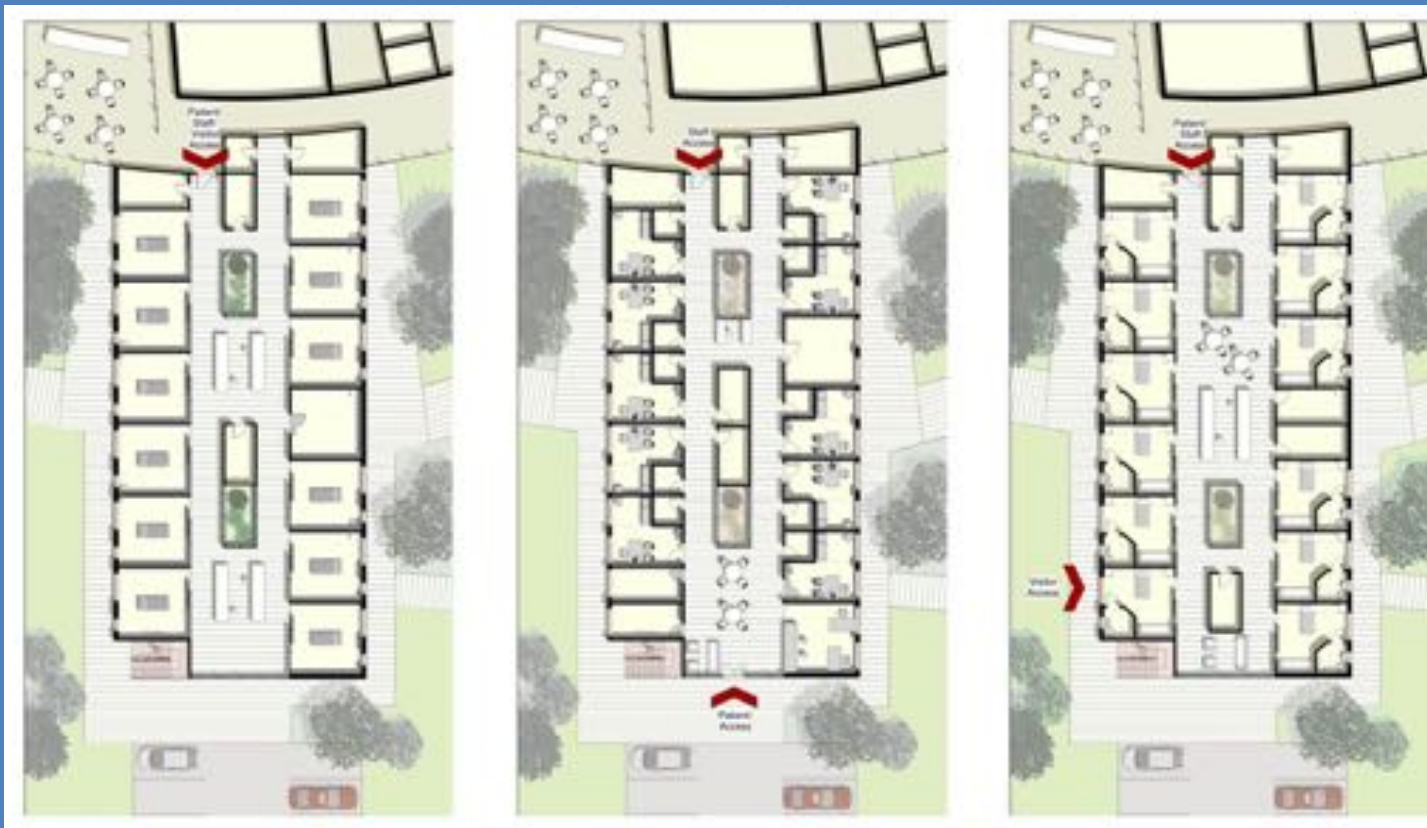 Patient
Staff
Visitor
Access
Staff
Access
Patient
Access
Patient
Staff
Access
Visitor
Access